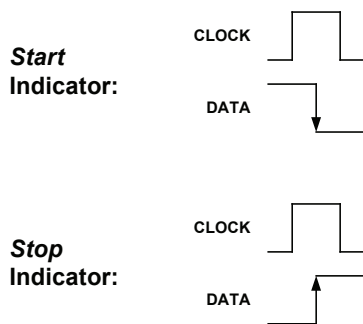 CLOCK
Start
Indicator:
DATA
CLOCK
Stop
Indicator:
DATA